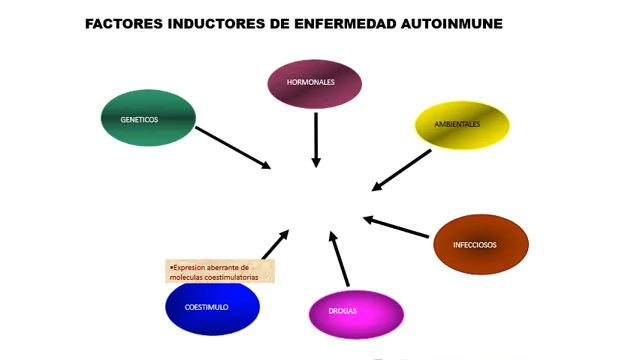 FACTORES INDUCTORES DE ENFERMEDAD AUTOINMUNE
HORMONALES
GENETICOS
AMBIENTALES
INFECCIOSOS
•Expresion aberrante de
moleculas coestimulatorias
COESTIMULO
DROGAS